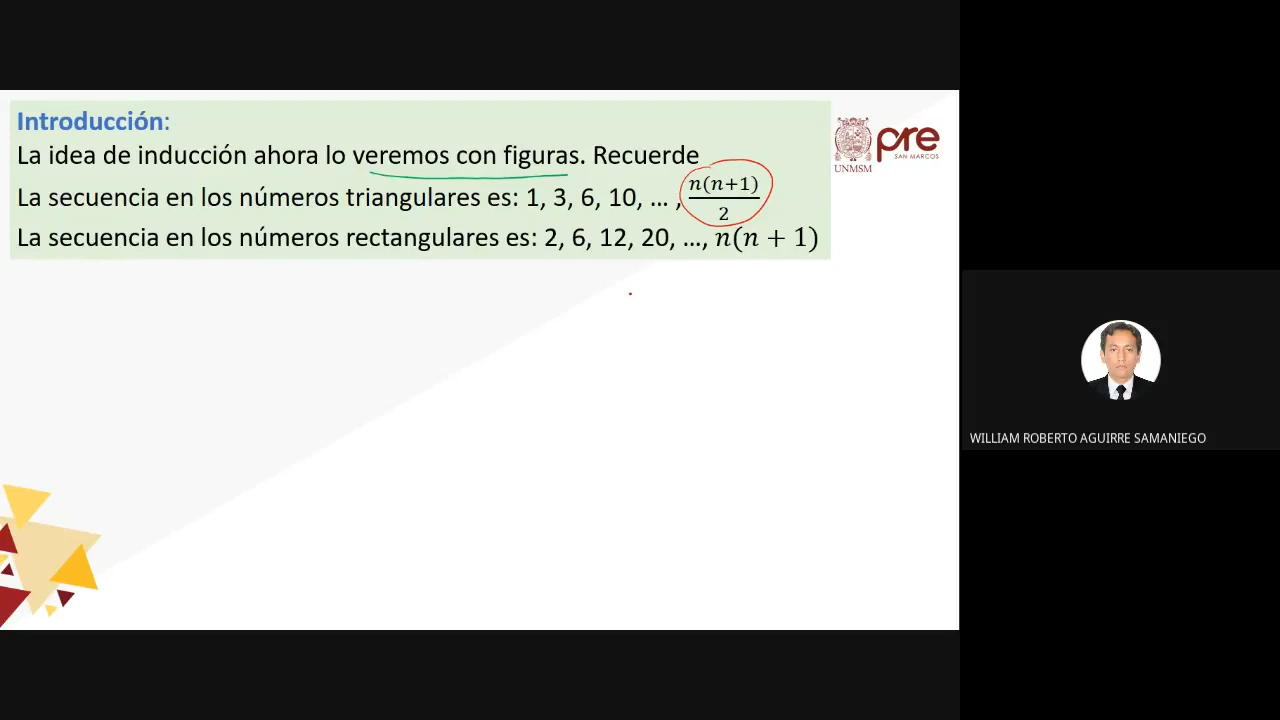 Introducción:
La idea de inducción ahora lo veremos con figuras. Recuerde
La secuencia en los números triangulares es: 1, 3, 6, 10, … , n(n+1)/2
La secuencia en los números rectangulares es: 2, 6, 12, 20, …, n(n + 1)
UNMSM
pre
SAN MARCOS
WILLIAM ROBERTO AGUIRRE SAMANIEGO